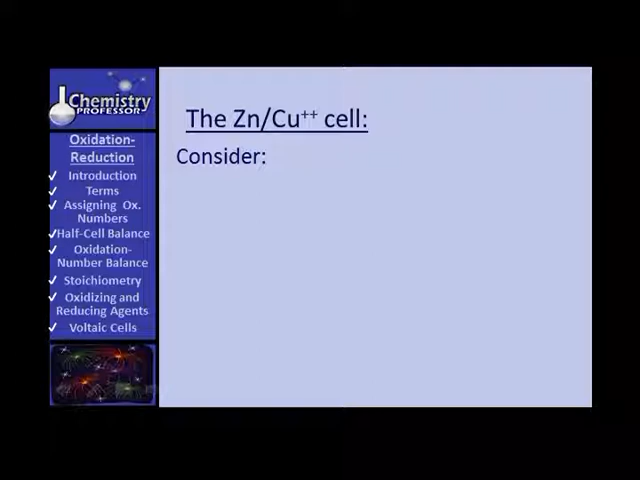 Chemistry
PROFESSOR
Oxidation-
Reduction
✓ Introduction
✓ Terms
✓ Assigning Ox.
Numbers
✓ Half-Cell Balance
✓ Oxidation-
Number Balance
✓ Stoichiometry
✓ Oxidizing and
Reducing Agents
✓ Voltaic Cells
The Zn/Cu⁺⁺ cell:
Consider: